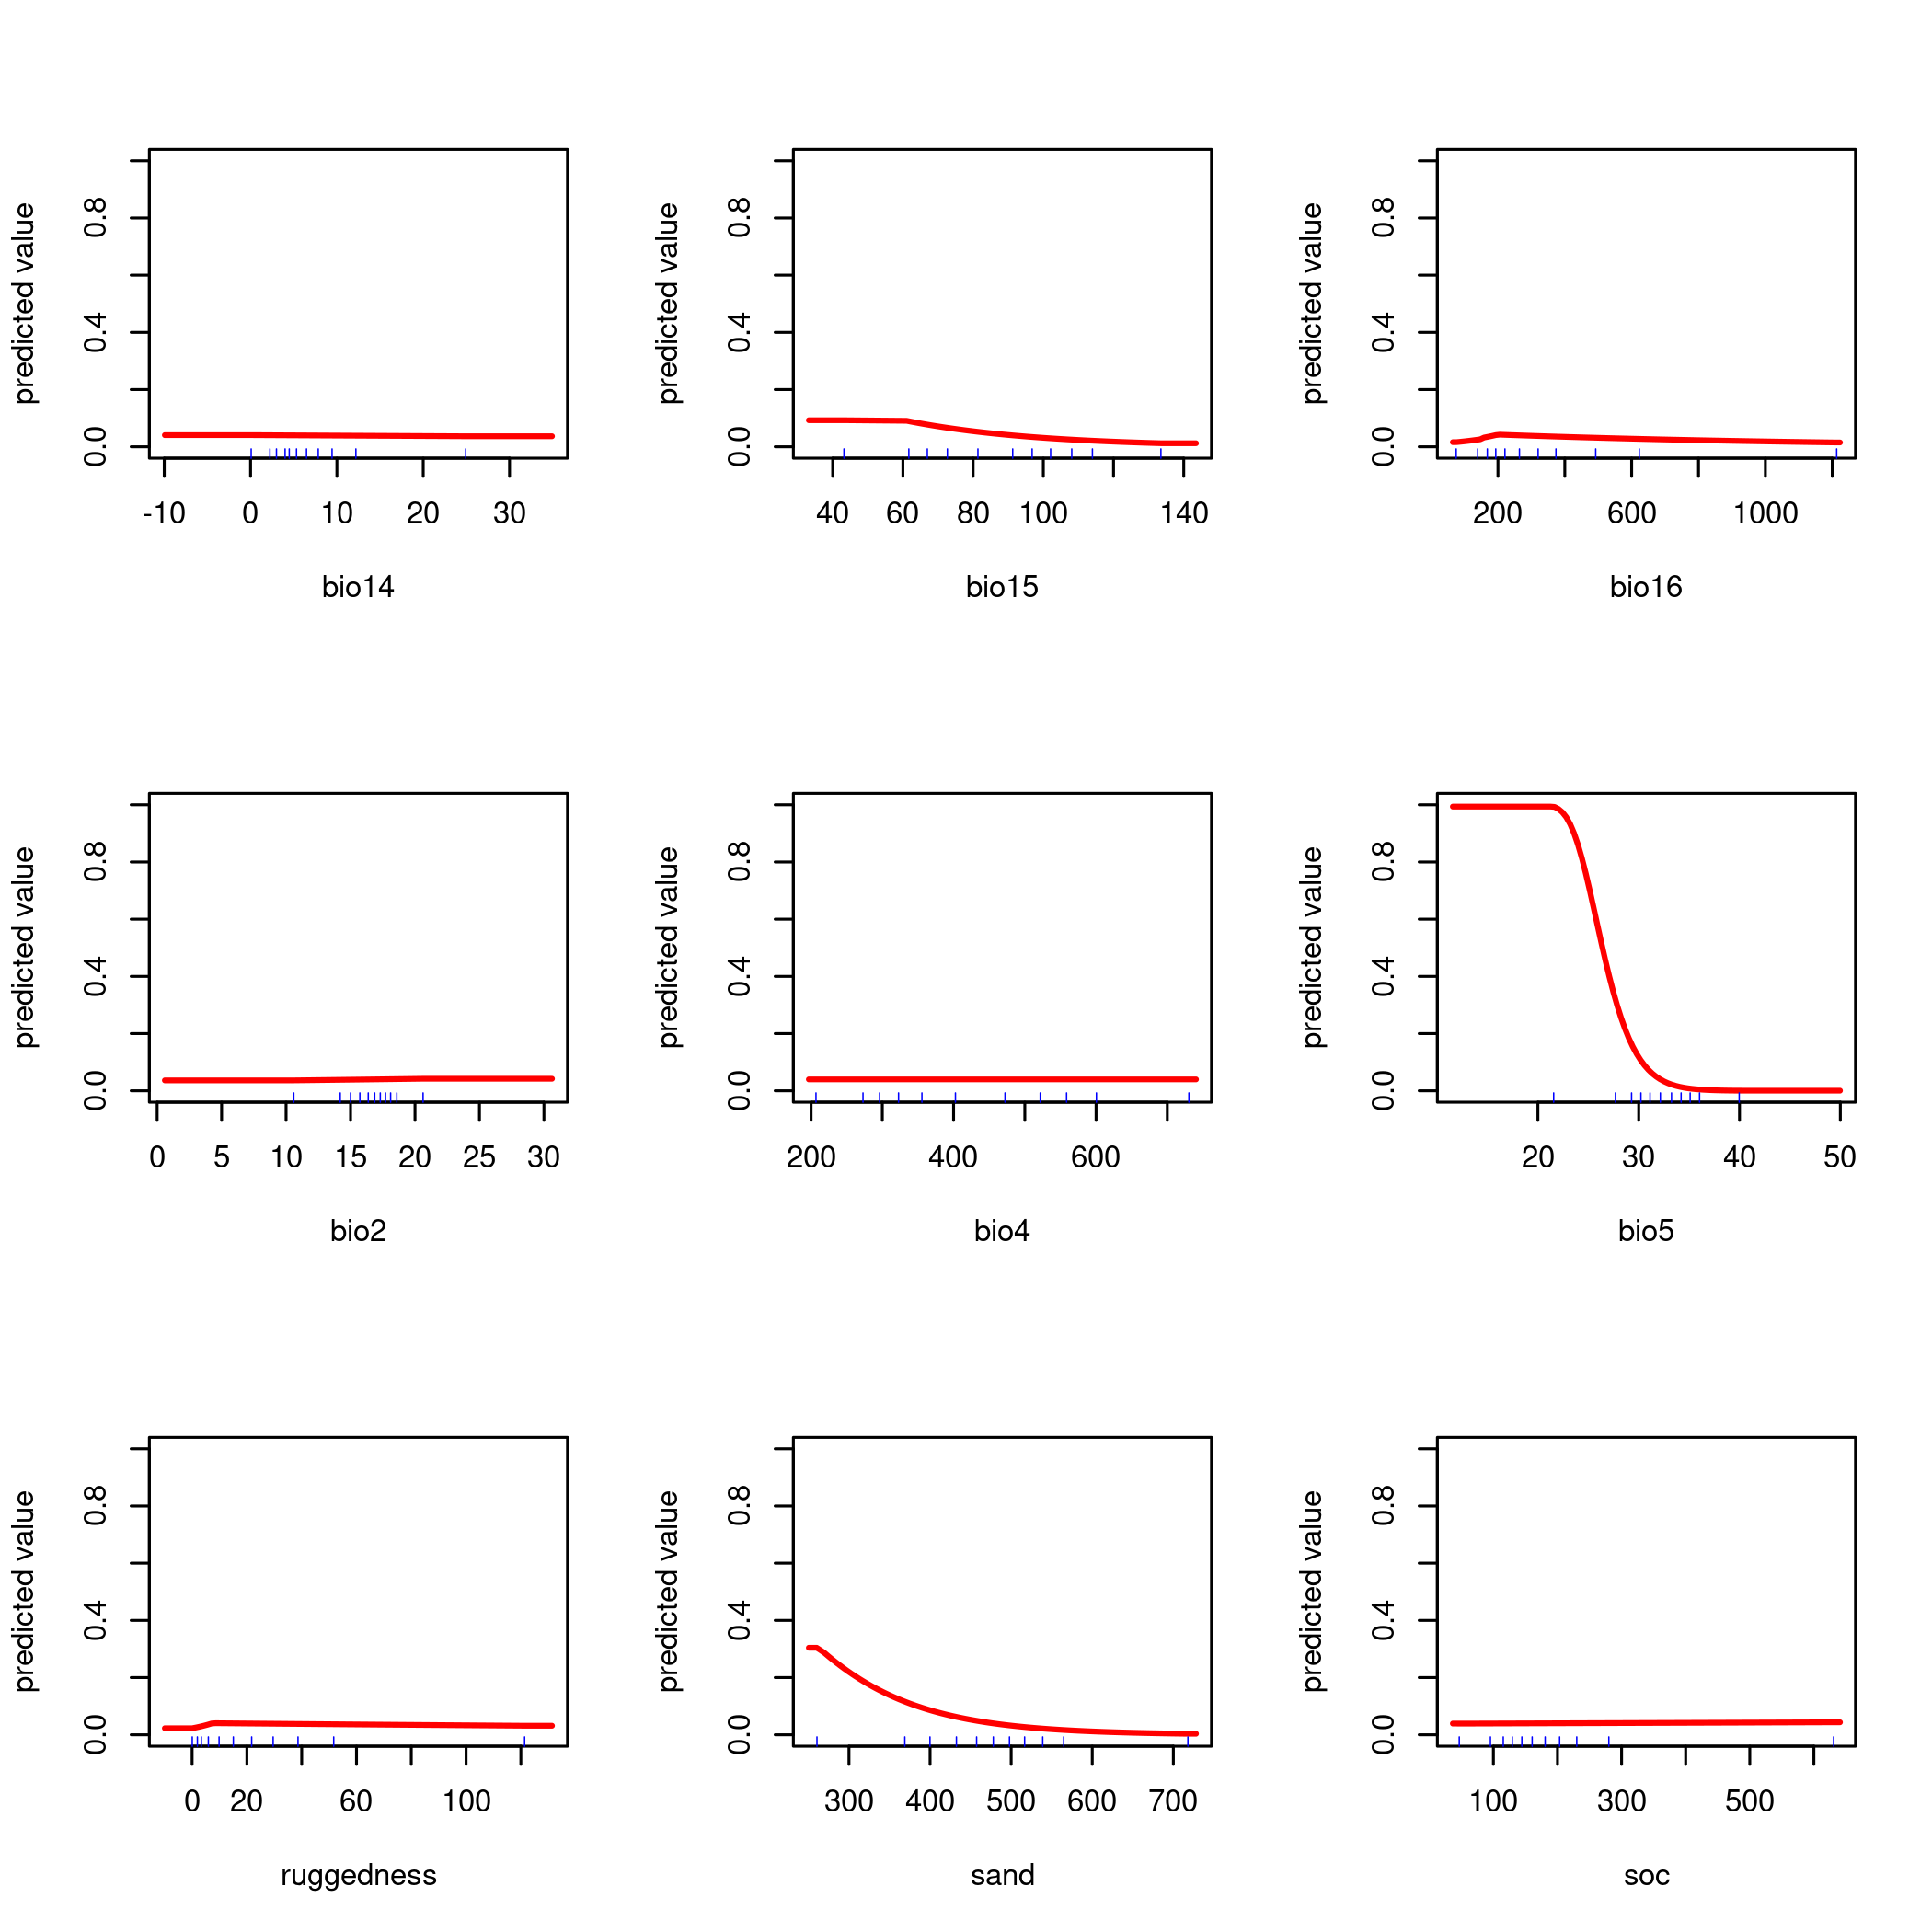 predicted value
0.0 0.4 0.8
-10 0 10 20 30
bio14
predicted value
0.0 0.4 0.8
40 60 80 100 140
bio15
predicted value
0.0 0.4 0.8
200 600 1000
bio16
predicted value
0.0 0.4 0.8
0 5 10 15 20 25 30
bio2
predicted value
0.0 0.4 0.8
200 400 600
bio4
predicted value
0.0 0.4 0.8
20 30 40 50
bio5
predicted value
0.0 0.4 0.8
0 20 60 100
ruggedness
predicted value
0.0 0.4 0.8
300 400 500 600 700
sand
predicted value
0.0 0.4 0.8
100 300 500
soc